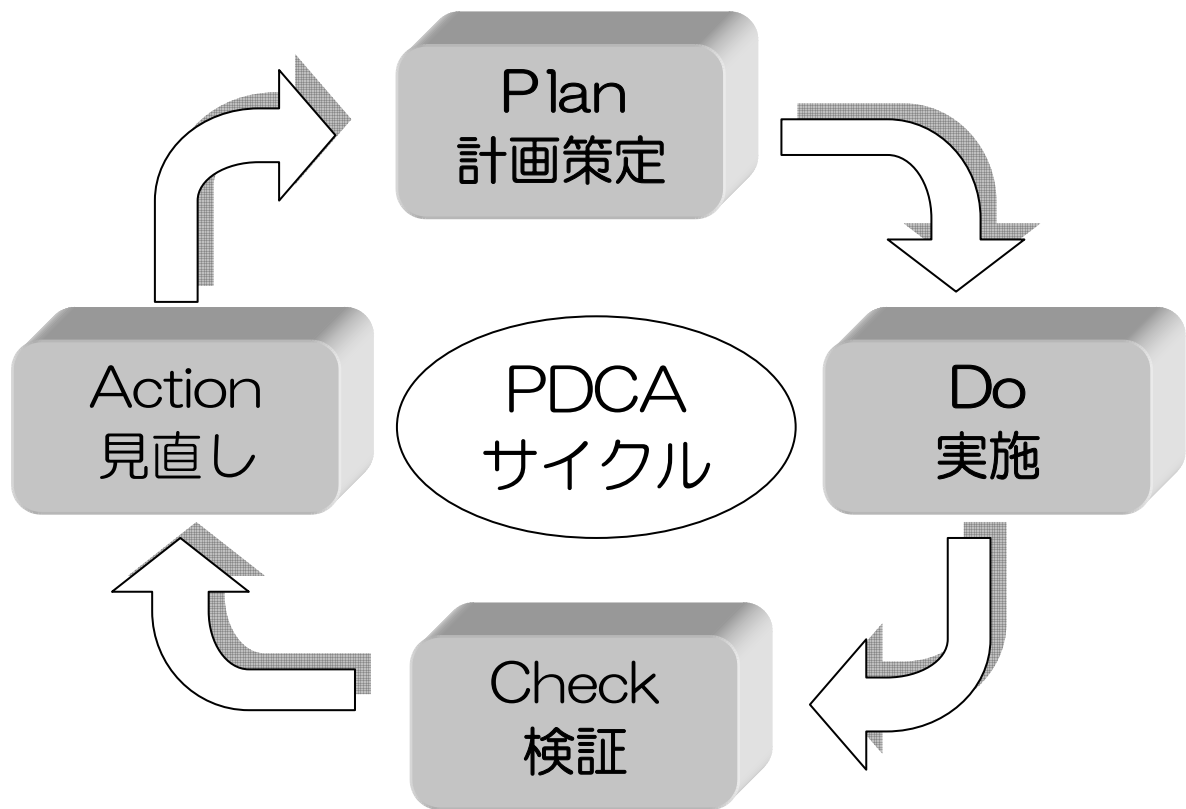 Plan
計画策定
Action
見直し
PDCA
サイクル
Do
実施
Check
検証